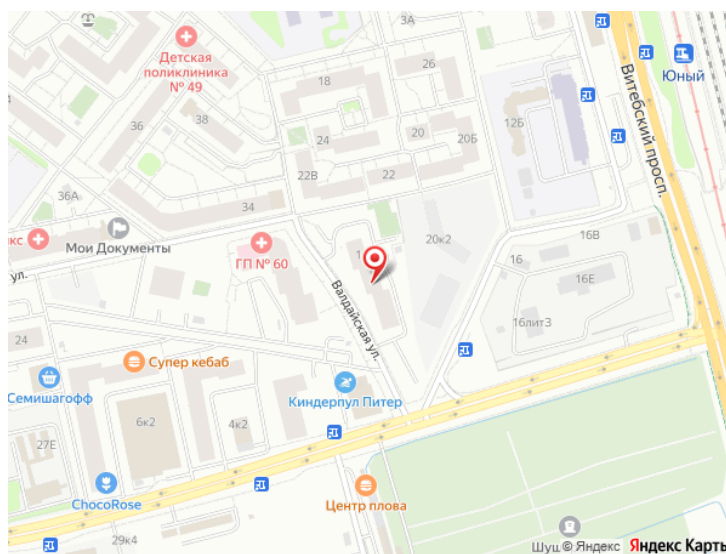 3А
Юный
Детская
поликлиника
№ 49
26
18
Витебский просп.
36
38
24
20
20Б
12Б
22В
22
36А
34
Мои Документы
ГП № 60
20к2
16В
16
16Е
ул.
Валдайская ул.
16лит3
24
Супер кебаб
Семишагофф
Киндерпул Питер
6к2
4к2
27Е
ChocoRose
Центр плова
29к4
© Яндекс
Яндекс Карты